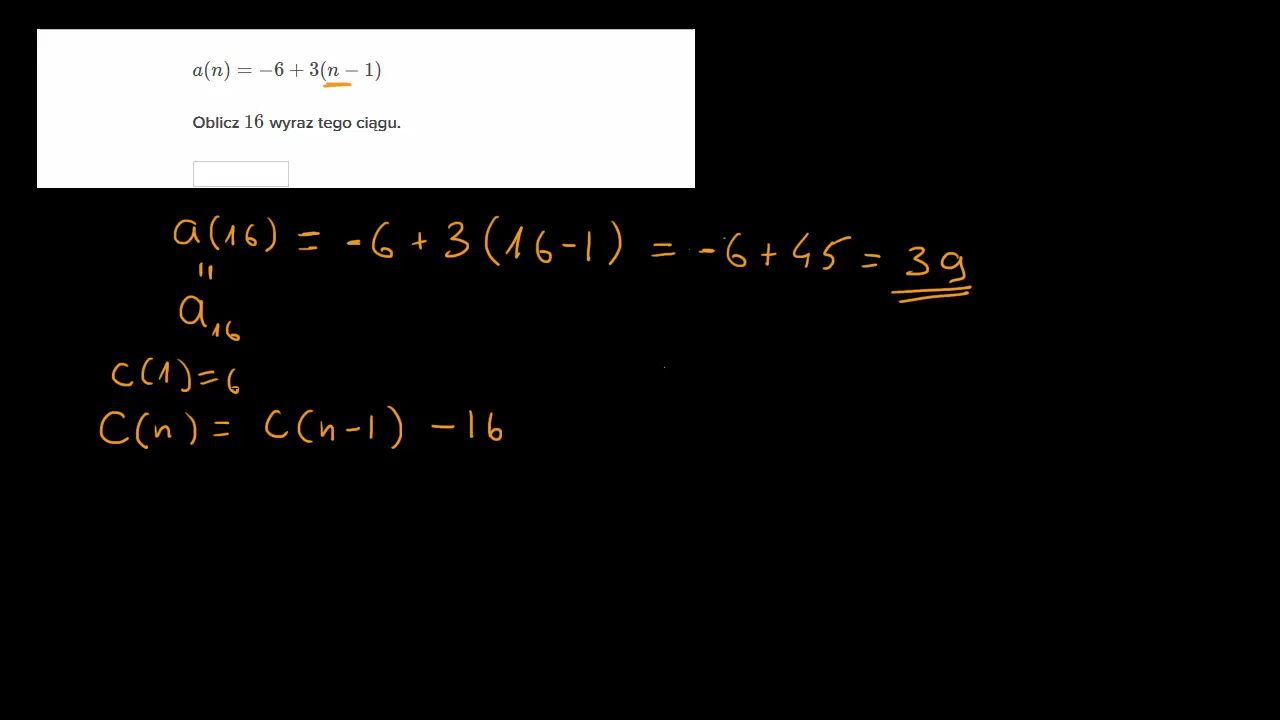 a(n) = −6 + 3(n − 1)
Oblicz 16 wyraz tego ciągu.
a(16) = -6 + 3(16-1) = -6 + 45 = 39
"
a₁₆
c(1) = 6
C(n) = C(n-1) - 16